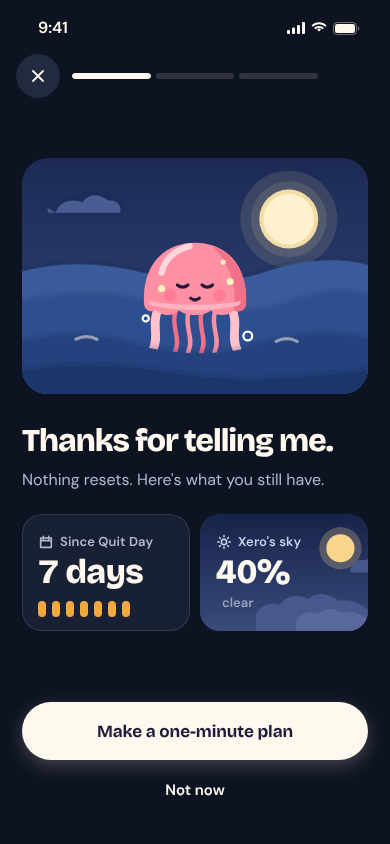 9:41
Thanks for telling me.
Nothing resets. Here's what you still have.
Since Quit Day
7 days
Xero's sky
40%
clear
Make a one-minute plan
Not now